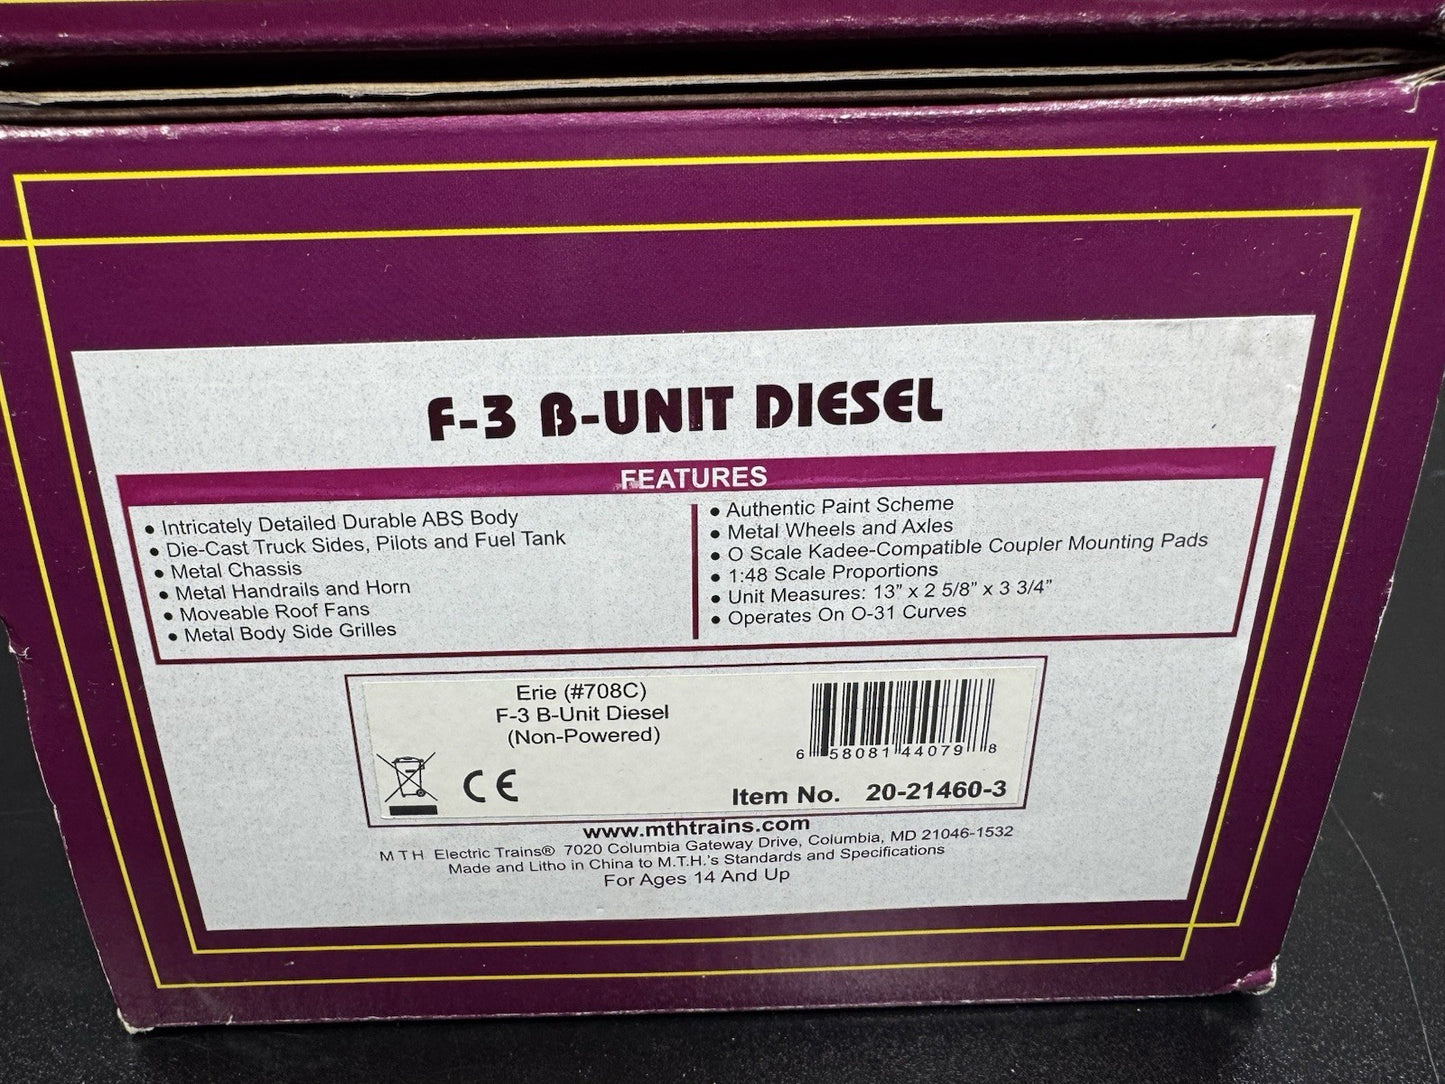 F-3 B-UNIT DIESEL
FEATURES
• Intricately Detailed Durable ABS Body
• Die-Cast Truck Sides, Pilots and Fuel Tank
• Metal Chassis
• Metal Handrails and Horn
• Moveable Roof Fans
• Metal Body Side Grilles
• Authentic Paint Scheme
• Metal Wheels and Axles
• O Scale Kadee-Compatible Coupler Mounting Pads
• 1:48 Scale Proportions
• Unit Measures: 13” x 2 5/8” x 3 3/4”
• Operates On O-31 Curves
Erie (#708C)
F-3 B-Unit Diesel
(Non-Powered)
CE
6 58081 44079 8
Item No. 20-21460-3
www.mthtrains.com
M T H Electric Trains® 7020 Columbia Gateway Drive, Columbia, MD 21046-1532
Made and Litho in China to M.T.H.'s Standards and Specifications
For Ages 14 And Up